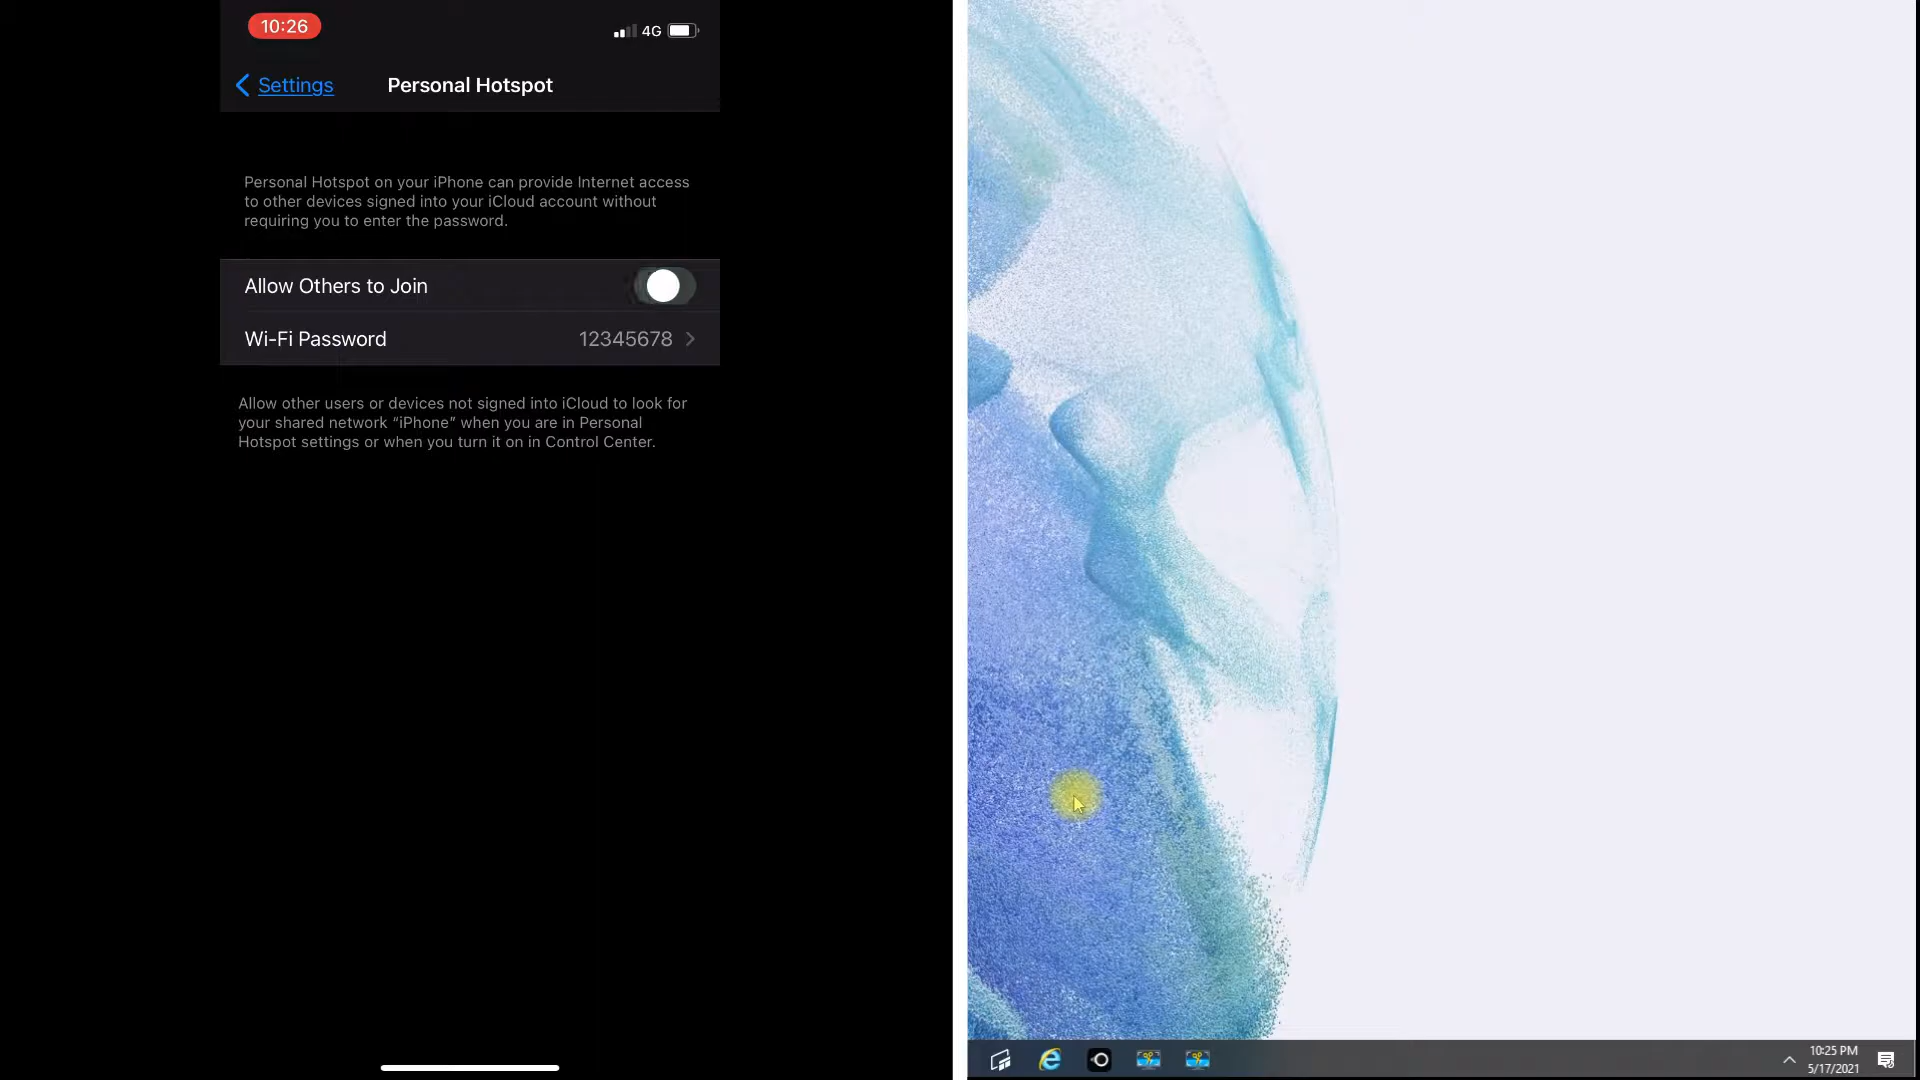 10:26
4G
Settings
Personal Hotspot
Personal Hotspot on your iPhone can provide Internet access
to other devices signed into your iCloud account without
requiring you to enter the password.
Allow Others to Join
Wi-Fi Password
12345678
Allow other users or devices not signed into iCloud to look for
your shared network “iPhone” when you are in Personal
Hotspot settings or when you turn it on in Control Center.
10:25 PM
5/17/2021